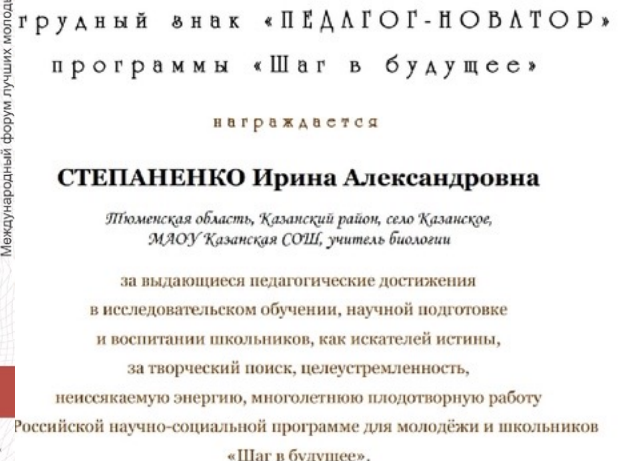 грудный знак «ПЕДАГОГ-НОВАТОР»
программы «Шаг в будущее»
награждается
СТЕПАНЕНКО Ирина Александровна
Тюменская область, Казанский район, село Казанское,
МАОУ Казанская СОШ, учитель биологии
за выдающиеся педагогические достижения
в исследовательском обучении, научной подготовке
и воспитании школьников, как искателей истины,
за творческий поиск, целеустремленность,
неиссякаемую энергию, многолетнюю плодотворную работу
Российской научно-социальной программе для молодёжи и школьников
«Шаг в будущее».
Международный форум лучших молоды